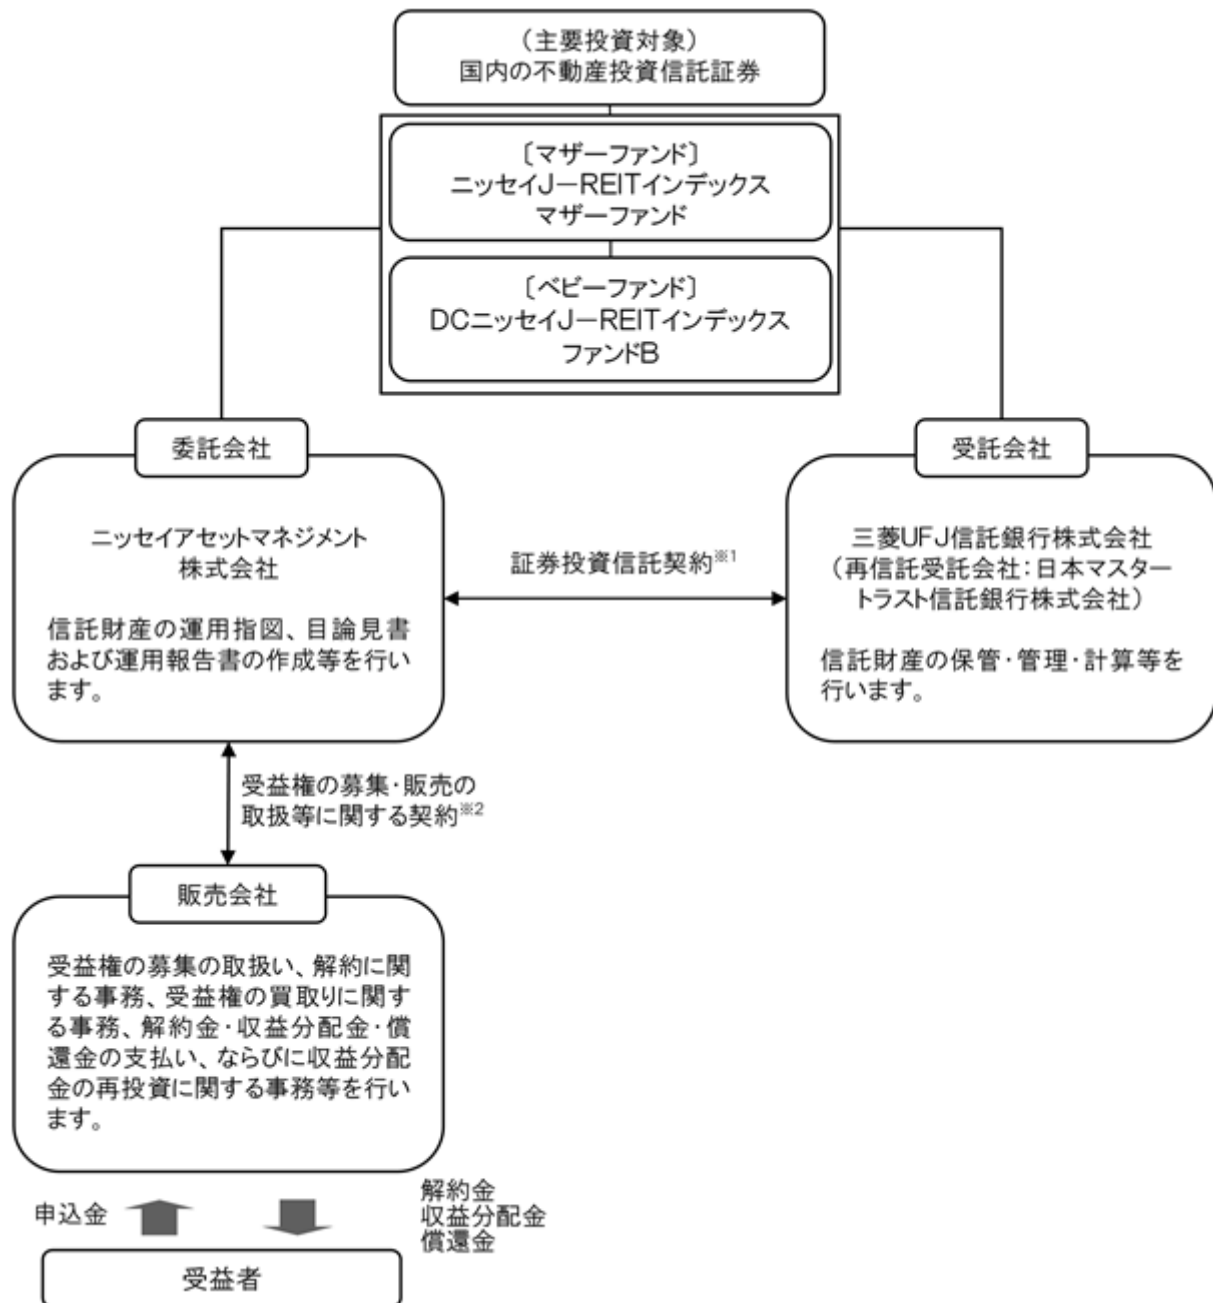 （主要投資対象）
国内の不動産投資信託証券
〔マザーファンド〕
ニッセイJ－REITインデックス
マザーファンド
〔ベビーファンド〕
DCニッセイJ－REITインデックス
ファンドB
委託会社
ニッセイアセットマネジメント
株式会社
信託財産の運用指図、目論見書
および運用報告書の作成等を行い
ます。
証券投資信託契約※1
受託会社
三菱UFJ信託銀行株式会社
（再信託受託会社：日本マスター
トラスト信託銀行株式会社）
信託財産の保管・管理・計算等を
行います。
受益権の募集・販売の
取扱等に関する契約※2
販売会社
受益権の募集の取扱い、解約に関
する事務、受益権の買取りに関す
る事務、解約金・収益分配金・償
還金の支払い、ならびに収益分配
金の再投資に関する事務等を行い
ます。
申込金
解約金
収益分配金
償還金
受益者